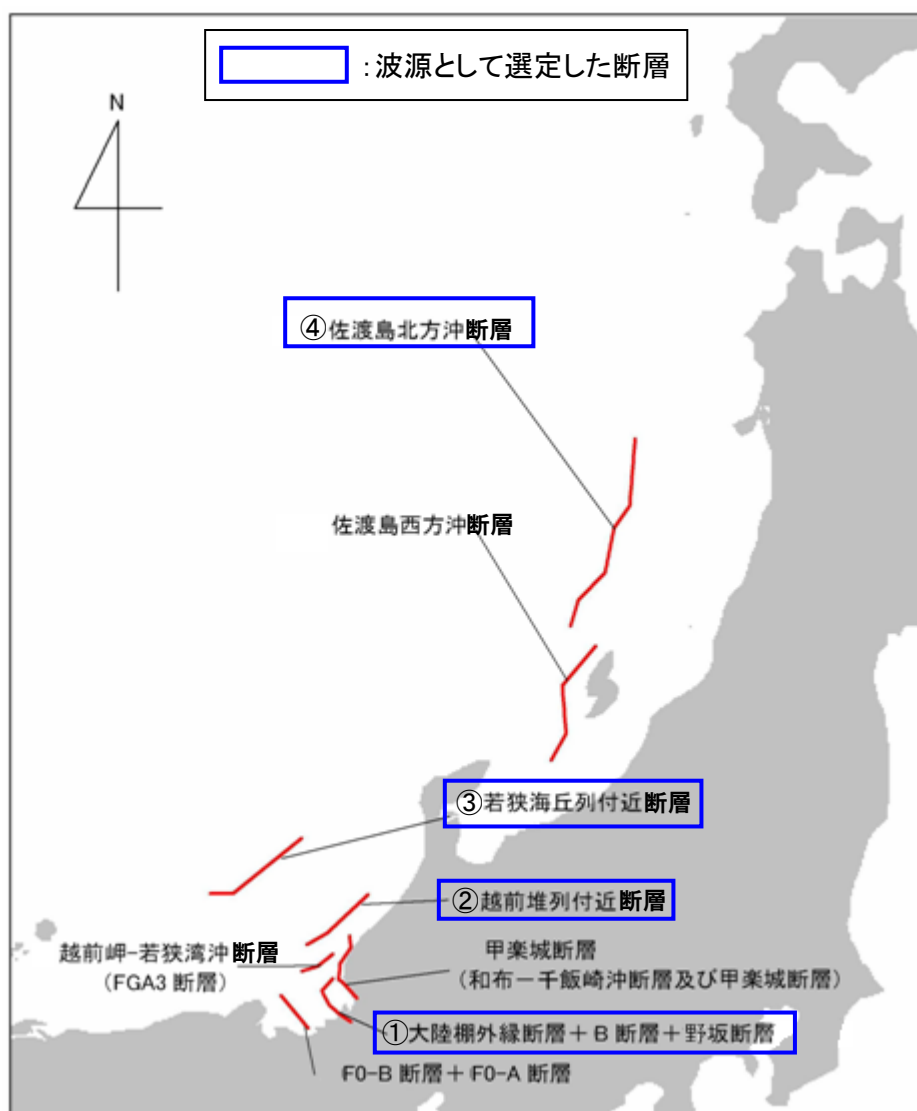 ：波源として選定した断層
N
④佐渡島北方沖断層
佐渡島西方沖断層
③若狭海丘列付近断層
②越前堆列付近断層
越前岬-若狭湾沖断層
（FGA3 断層）
甲楽城断層
（和布－干飯崎沖断層及び甲楽城断層）
①大陸棚外縁断層＋B 断層＋野坂断層
F0-B 断層＋F0-A 断層